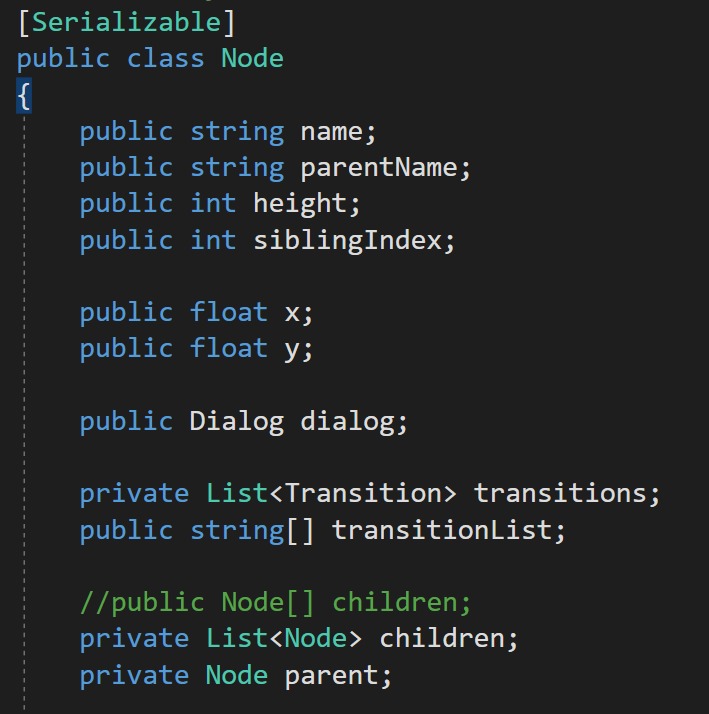 [Serializable]
public class Node
{
public string name;
public string parentName;
public int height;
public int siblingIndex;
public float x;
public float y;
public Dialog dialog;
private List<Transition> transitions;
public string[] transitionList;
//public Node[] children;
private List<Node> children;
private Node parent;